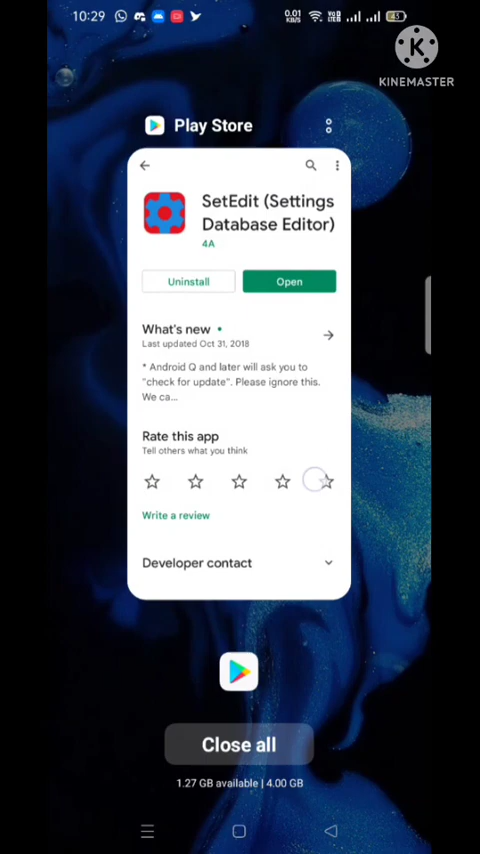 10:29
0.01 KB/S
45
KINEMASTER
Play Store
SetEdit (Settings
Database Editor)
4A
Uninstall
Open
What's new
Last updated Oct 31, 2018
* Android Q and later will ask you to
"check for update". Please ignore this.
We ca...
Rate this app
Tell others what you think
Write a review
Developer contact
Close all
1.27 GB available | 4.00 GB